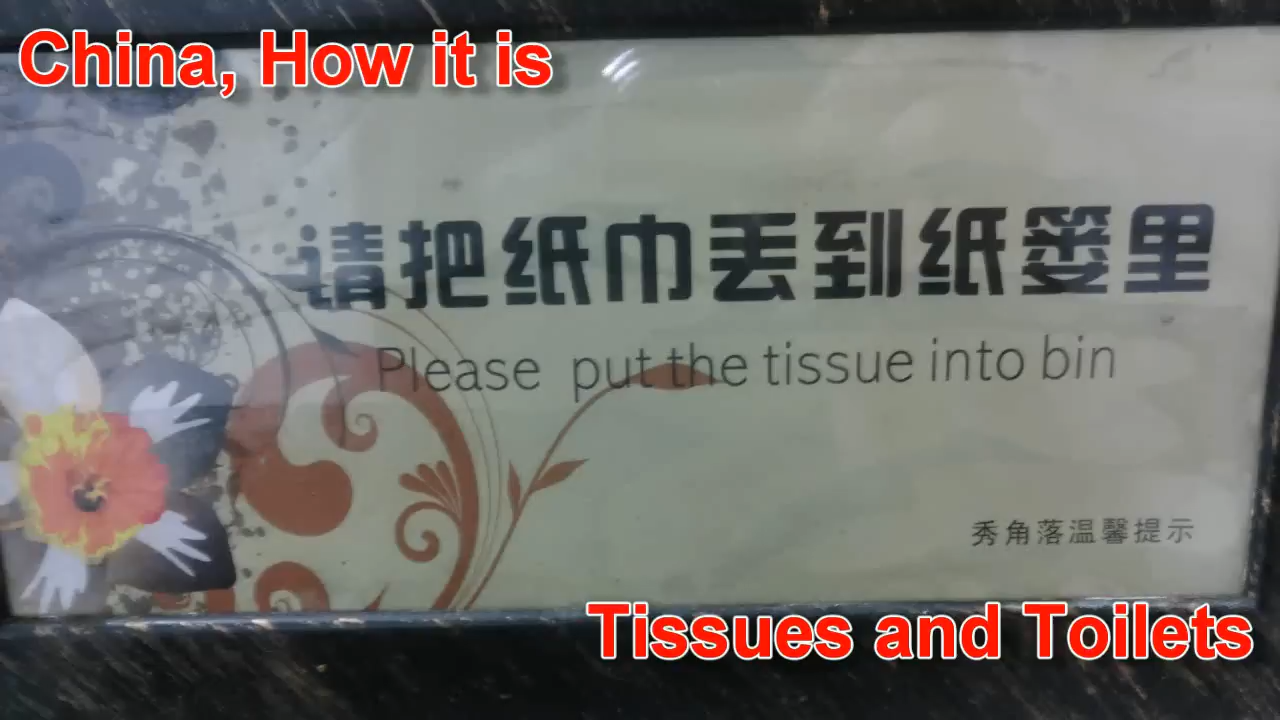 China, How it is
请把纸巾丢到纸篓里
Please put the tissue into bin
秀角落温馨提示
Tissues and Toilets